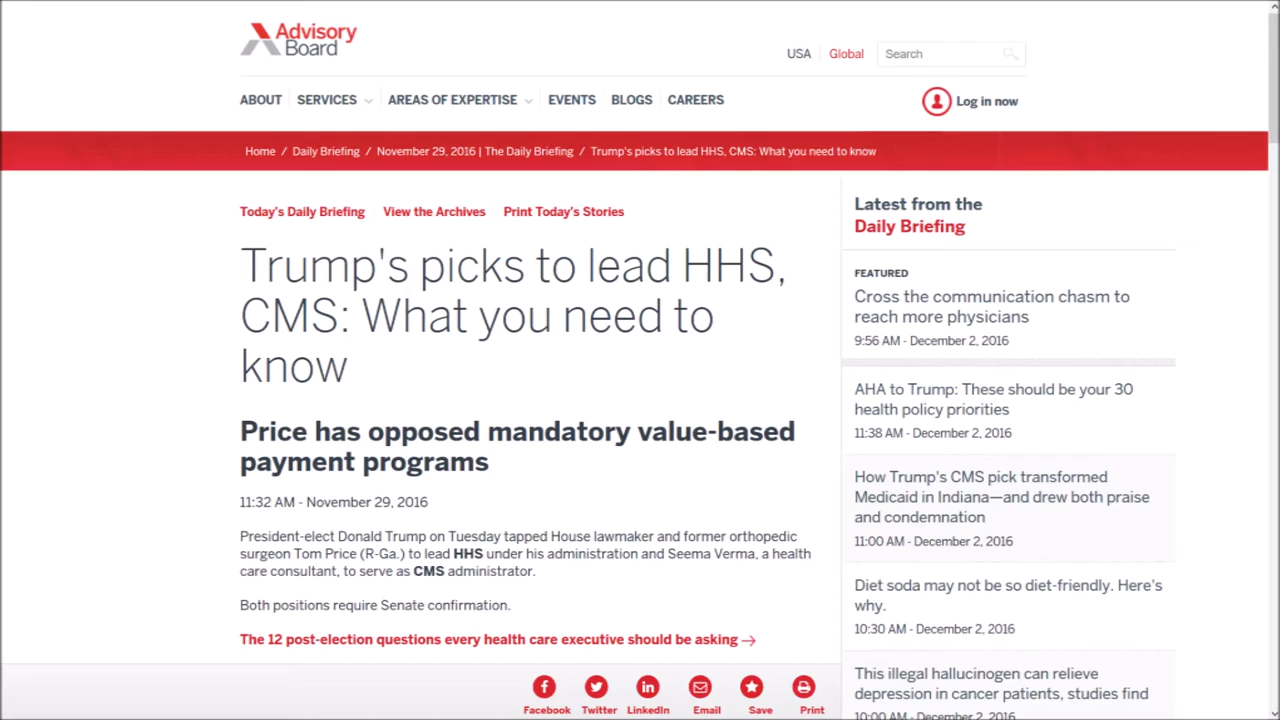 Advisory
Board
USA
Global
Search
ABOUT
SERVICES
AREAS OF EXPERTISE
EVENTS
BLOGS
CAREERS
Log in now
Home / Daily Briefing / November 29, 2016 | The Daily Briefing / Trump's picks to lead HHS, CMS: What you need to know
Today's Daily Briefing
View the Archives
Print Today's Stories
Trump's picks to lead HHS,
CMS: What you need to
know
Price has opposed mandatory value-based
payment programs
11:32 AM - November 29, 2016
President-elect Donald Trump on Tuesday tapped House lawmaker and former orthopedic
surgeon Tom Price (R-Ga.) to lead HHS under his administration and Seema Verma, a health
care consultant, to serve as CMS administrator.
Both positions require Senate confirmation.
The 12 post-election questions every health care executive should be asking →
Facebook
Twitter
LinkedIn
Email
Save
Print
Latest from the
Daily Briefing
FEATURED
Cross the communication chasm to
reach more physicians
9:56 AM - December 2, 2016
AHA to Trump: These should be your 30
health policy priorities
11:38 AM - December 2, 2016
How Trump's CMS pick transformed
Medicaid in Indiana—and drew both praise
and condemnation
11:00 AM - December 2, 2016
Diet soda may not be so diet-friendly. Here's
why.
10:30 AM - December 2, 2016
This illegal hallucinogen can relieve
depression in cancer patients, studies find
10:00 AM - December 2, 2016